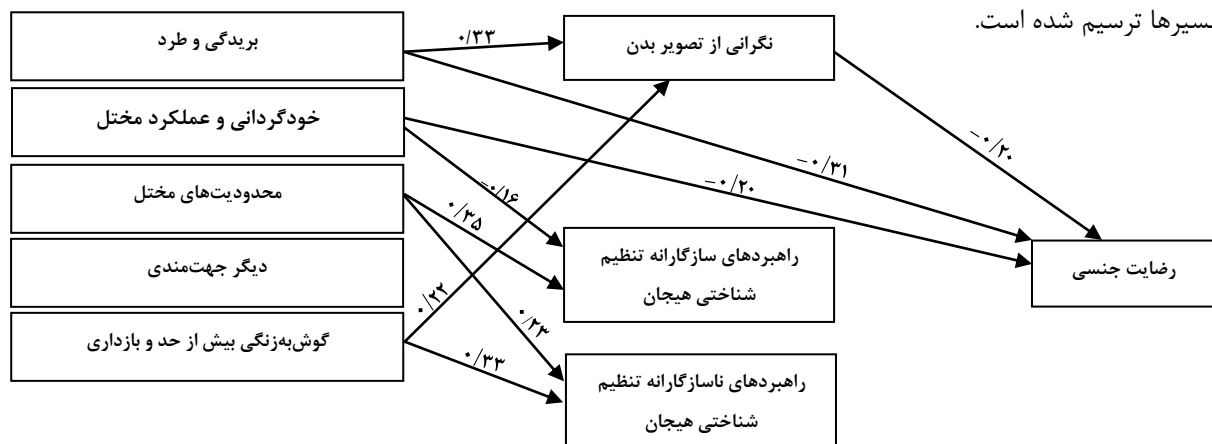 سیرها ترسیم شده است.
بریدگی و طرد
۰/۳۳
نگرانی از تصویر بدن
خودگردانی و عملکرد مختل
محدودیت‌های مختل
دیگر جهت‌مندی
گوش‌به‌زنگی بیش از حد و بازداری
-۰/۲۰
-۰/۳۱
-۰/۲۰
-۰/۱۶
۰/۳۵
۰/۲۲
۰/۲۳
۰/۳۳
راهبردهای سازگارانه تنظیم
شناختی هیجان
رضایت جنسی
راهبردهای ناسازگارانه تنظیم
شناختی هیجان